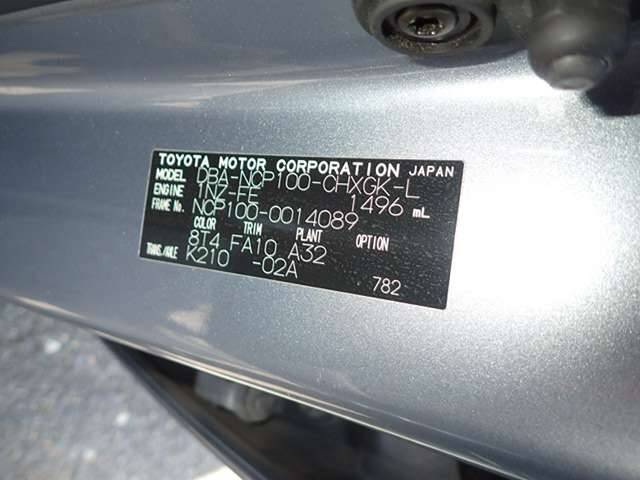 TOYOTA MOTOR CORPORATION JAPAN
MODEL DBA-NCP100-CHXGK-L
ENGINE 1NZ-FE 1496 mL
FRAME No. NCP100-0014089
COLOR TRIM PLANT OPTION
8T4 FA10 A32
TRANS./AXLE K210 -02A
782